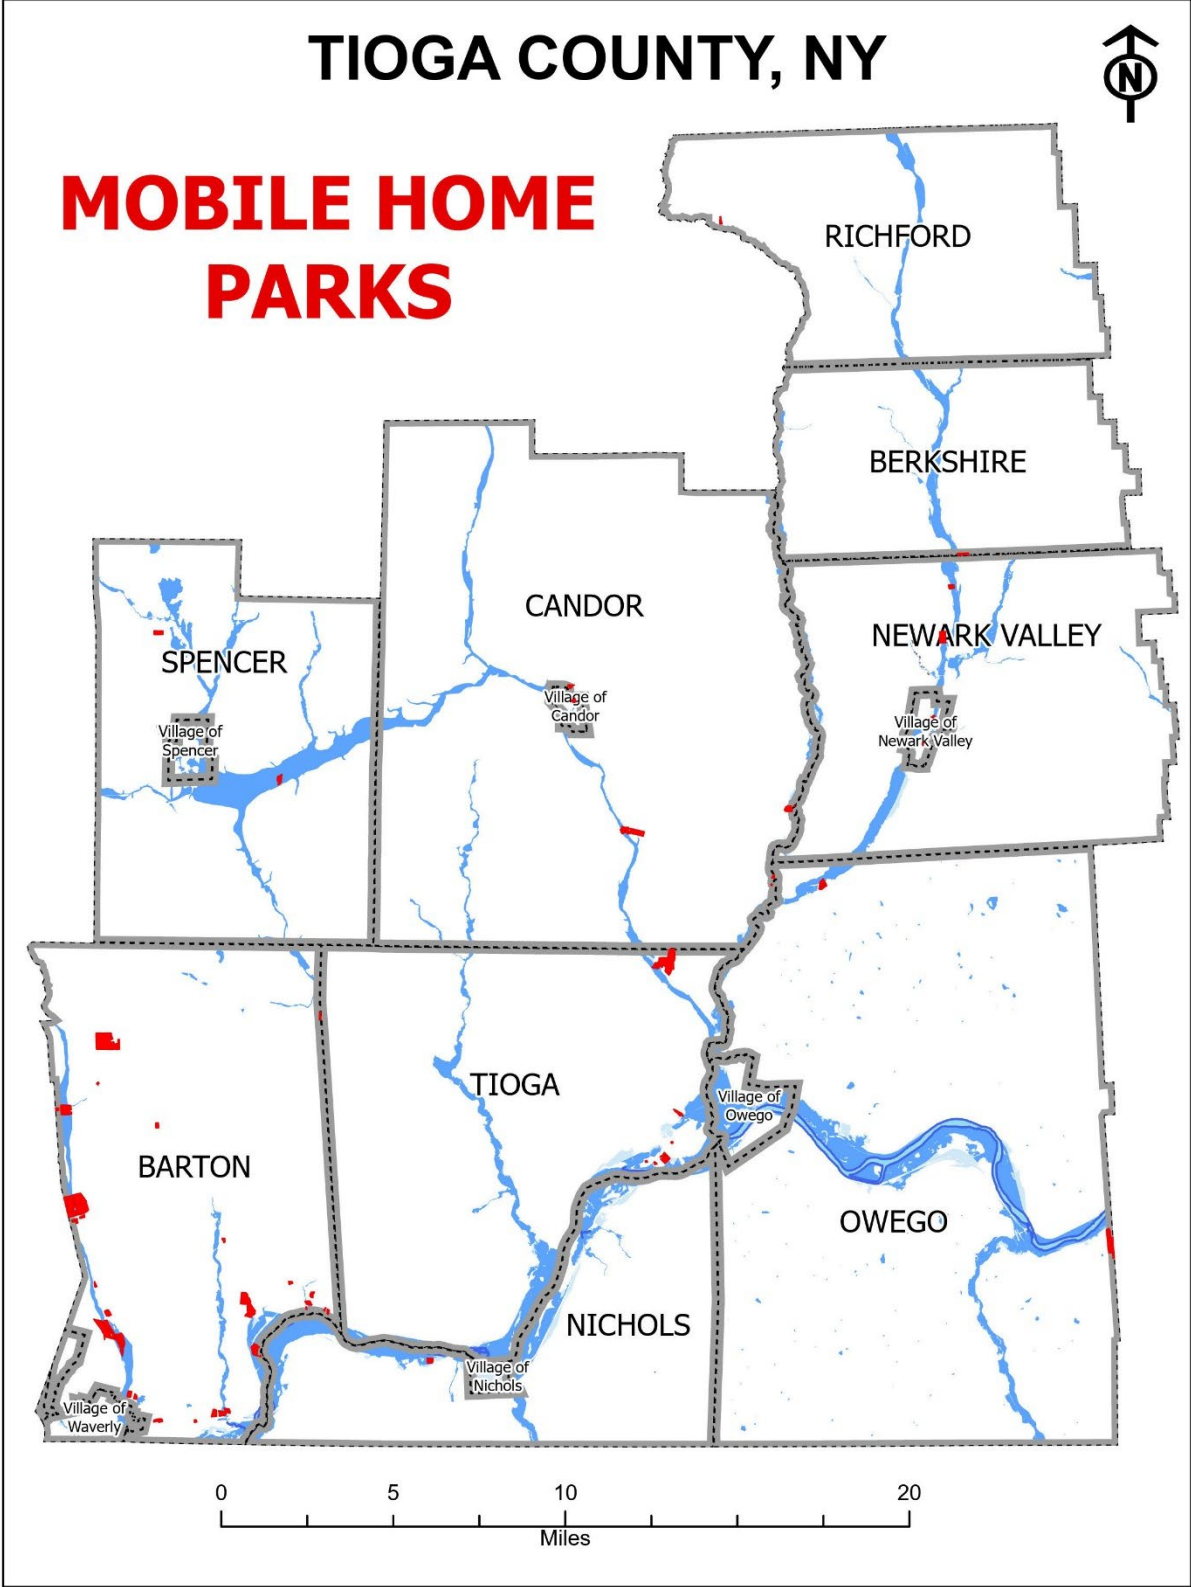 TIOGA COUNTY, NY
N
MOBILE HOME
PARKS
RICHFORD
BERKSHIRE
CANDOR
NEWARK VALLEY
SPENCER
Village of
Candor
Village of
Spencer
Village of
Newark Valley
TIOGA
Village of
Owego
BARTON
OWEGO
NICHOLS
Village of
Nichols
Village of
Waverly
0 5 10 20
Miles